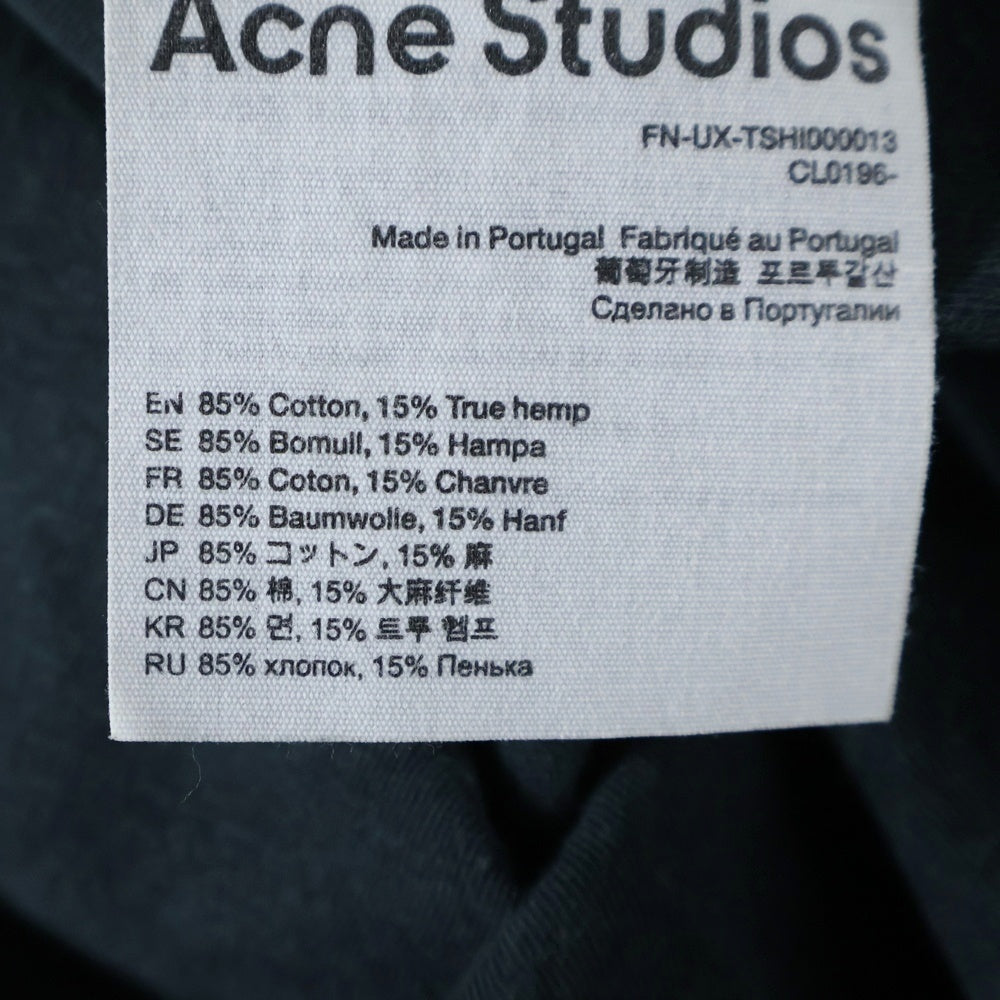 Acne Studios
FN-UX-TSHI000013
CL0196-
Made in Portugal Fabriqué au Portugal
葡萄牙制造 포르투갈산
Сделано в Португалии
EN 85% Cotton, 15% True hemp
SE 85% Bomull, 15% Hampa
FR 85% Coton, 15% Chanvre
DE 85% Baumwolle, 15% Hanf
JP 85% コットン, 15% 麻
CN 85% 棉, 15% 大麻纤维
KR 85% 면, 15% 트루 헴프
RU 85% хлопок, 15% Пенька